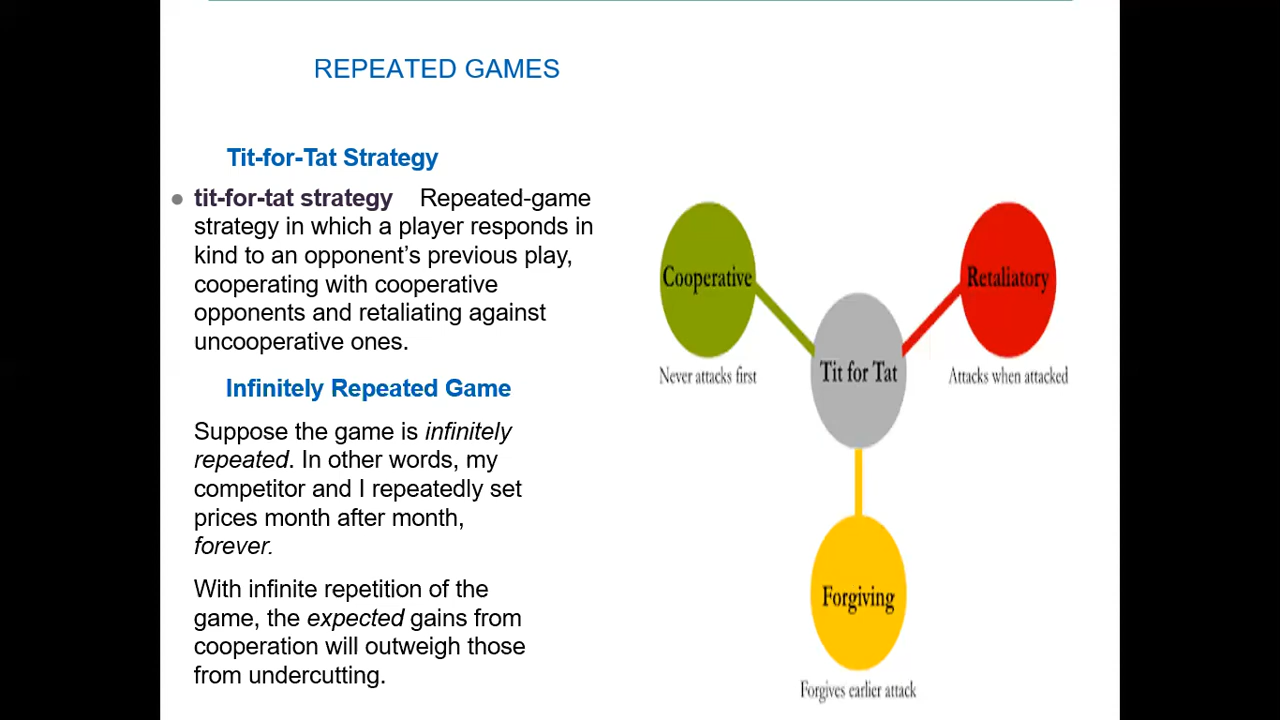 REPEATED GAMES
Tit-for-Tat Strategy
● tit-for-tat strategy Repeated-game
strategy in which a player responds in
kind to an opponent’s previous play,
cooperating with cooperative
opponents and retaliating against
uncooperative ones.
Infinitely Repeated Game
Suppose the game is infinitely
repeated. In other words, my
competitor and I repeatedly set
prices month after month,
forever.
With infinite repetition of the
game, the expected gains from
cooperation will outweigh those
from undercutting.
Cooperative
Never attacks first
Retaliatory
Attacks when attacked
Tit for Tat
Forgiving
Forgives earlier attack